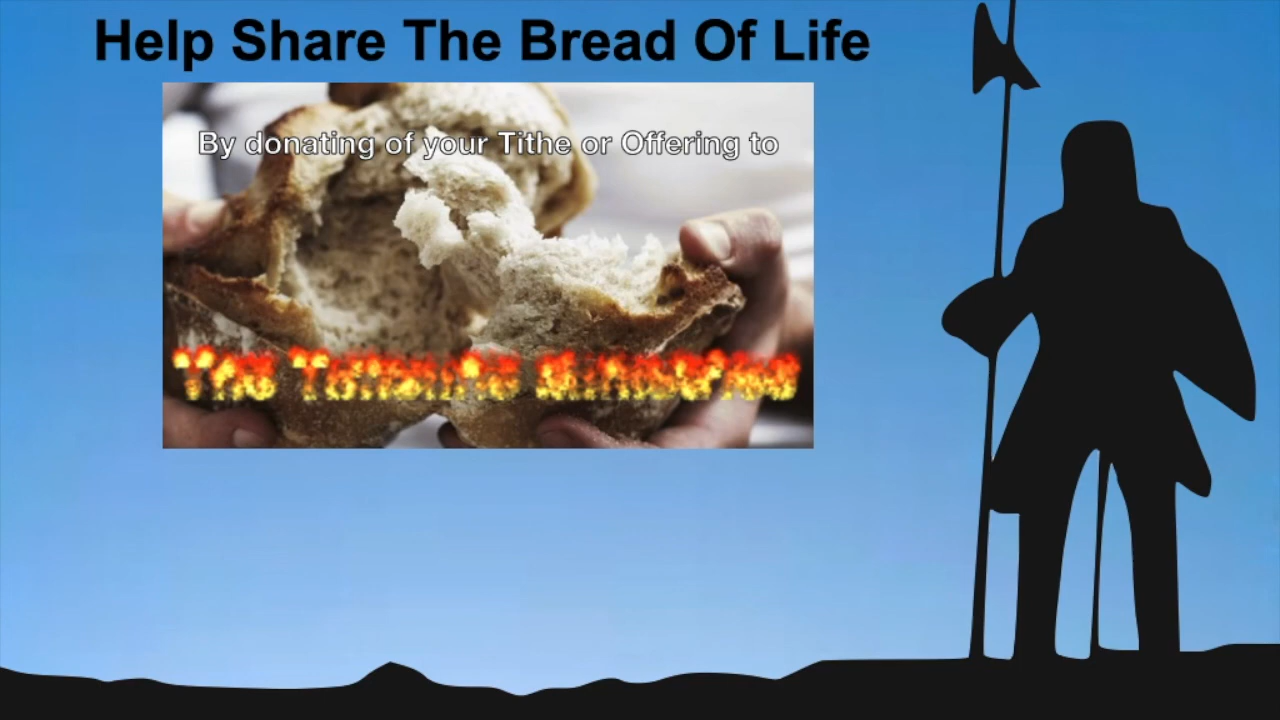 Help Share The Bread Of Life
By donating of your Tithe or Offering to